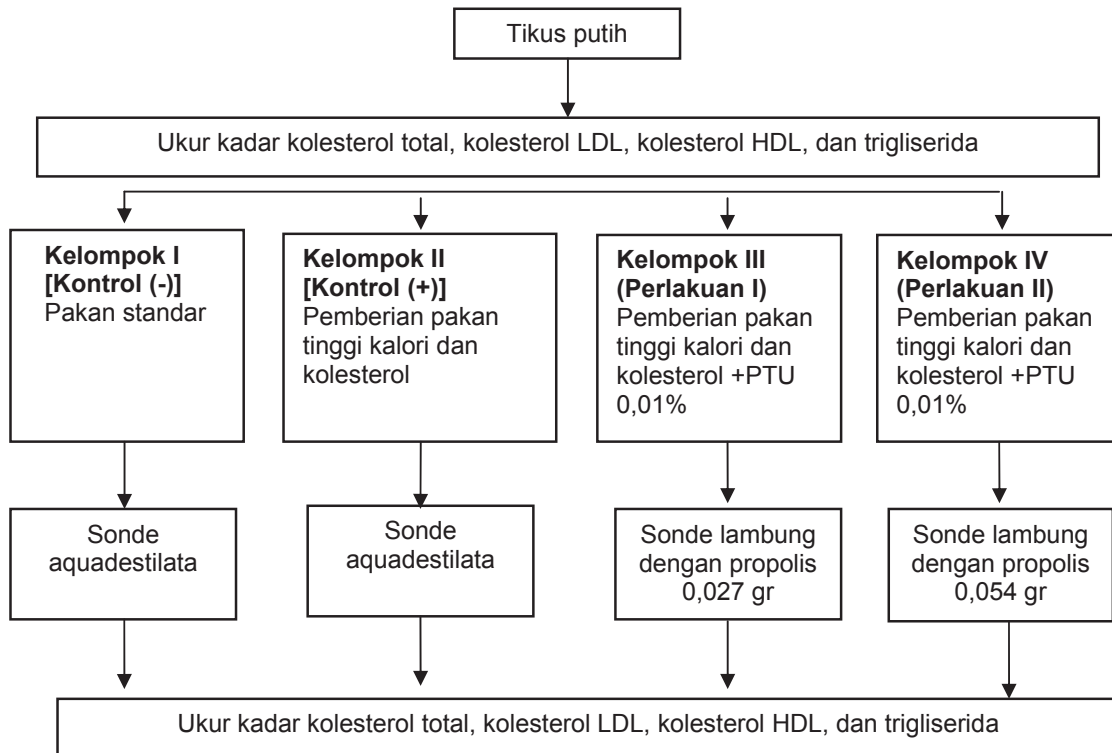 Tikus putih
Ukur kadar kolesterol total, kolesterol LDL, kolesterol HDL, dan trigliserida
Kelompok I
[Kontrol (-)]
Pakan standar
Kelompok II
[Kontrol (+)]
Pemberian pakan
tinggi kalori dan
kolesterol
Kelompok III
(Perlakuan I)
Pemberian pakan
tinggi kalori dan
kolesterol +PTU
0,01%
Kelompok IV
(Perlakuan II)
Pemberian pakan
tinggi kalori dan
kolesterol +PTU
0,01%
Sonde
aquadestilata
Sonde
aquadestilata
Sonde lambung
dengan propolis
0,027 gr
Sonde lambung
dengan propolis
0,054 gr
Ukur kadar kolesterol total, kolesterol LDL, kolesterol HDL, dan trigliserida